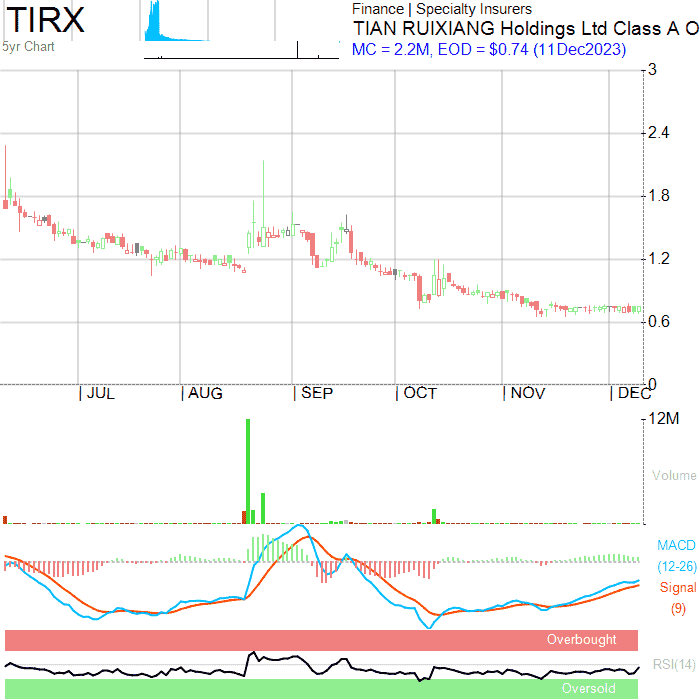 TIRX
5yr Chart
Finance | Specialty Insurers
TIAN RUIXIANG Holdings Ltd Class A O
MC = 2.2M, EOD = $0.74 (11Dec2023)
3
2.4
1.8
1.2
0.6
0
| JUL | AUG | SEP | OCT | NOV | DEC
12M
Volume
MACD
(12-26)
Signal
(9)
Overbought
RSI(14)
Oversold